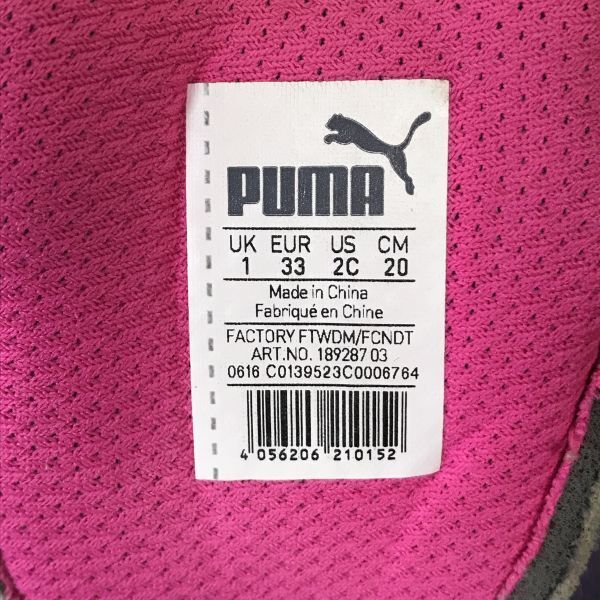 PUMA
UK EUR US CM
1 33 2C 20
Made in China
Fabriqué en Chine
FACTORY FTWDM/FCNDT
ART.NO. 189287 03
0616 C0139523C0006764
4 056206 210152